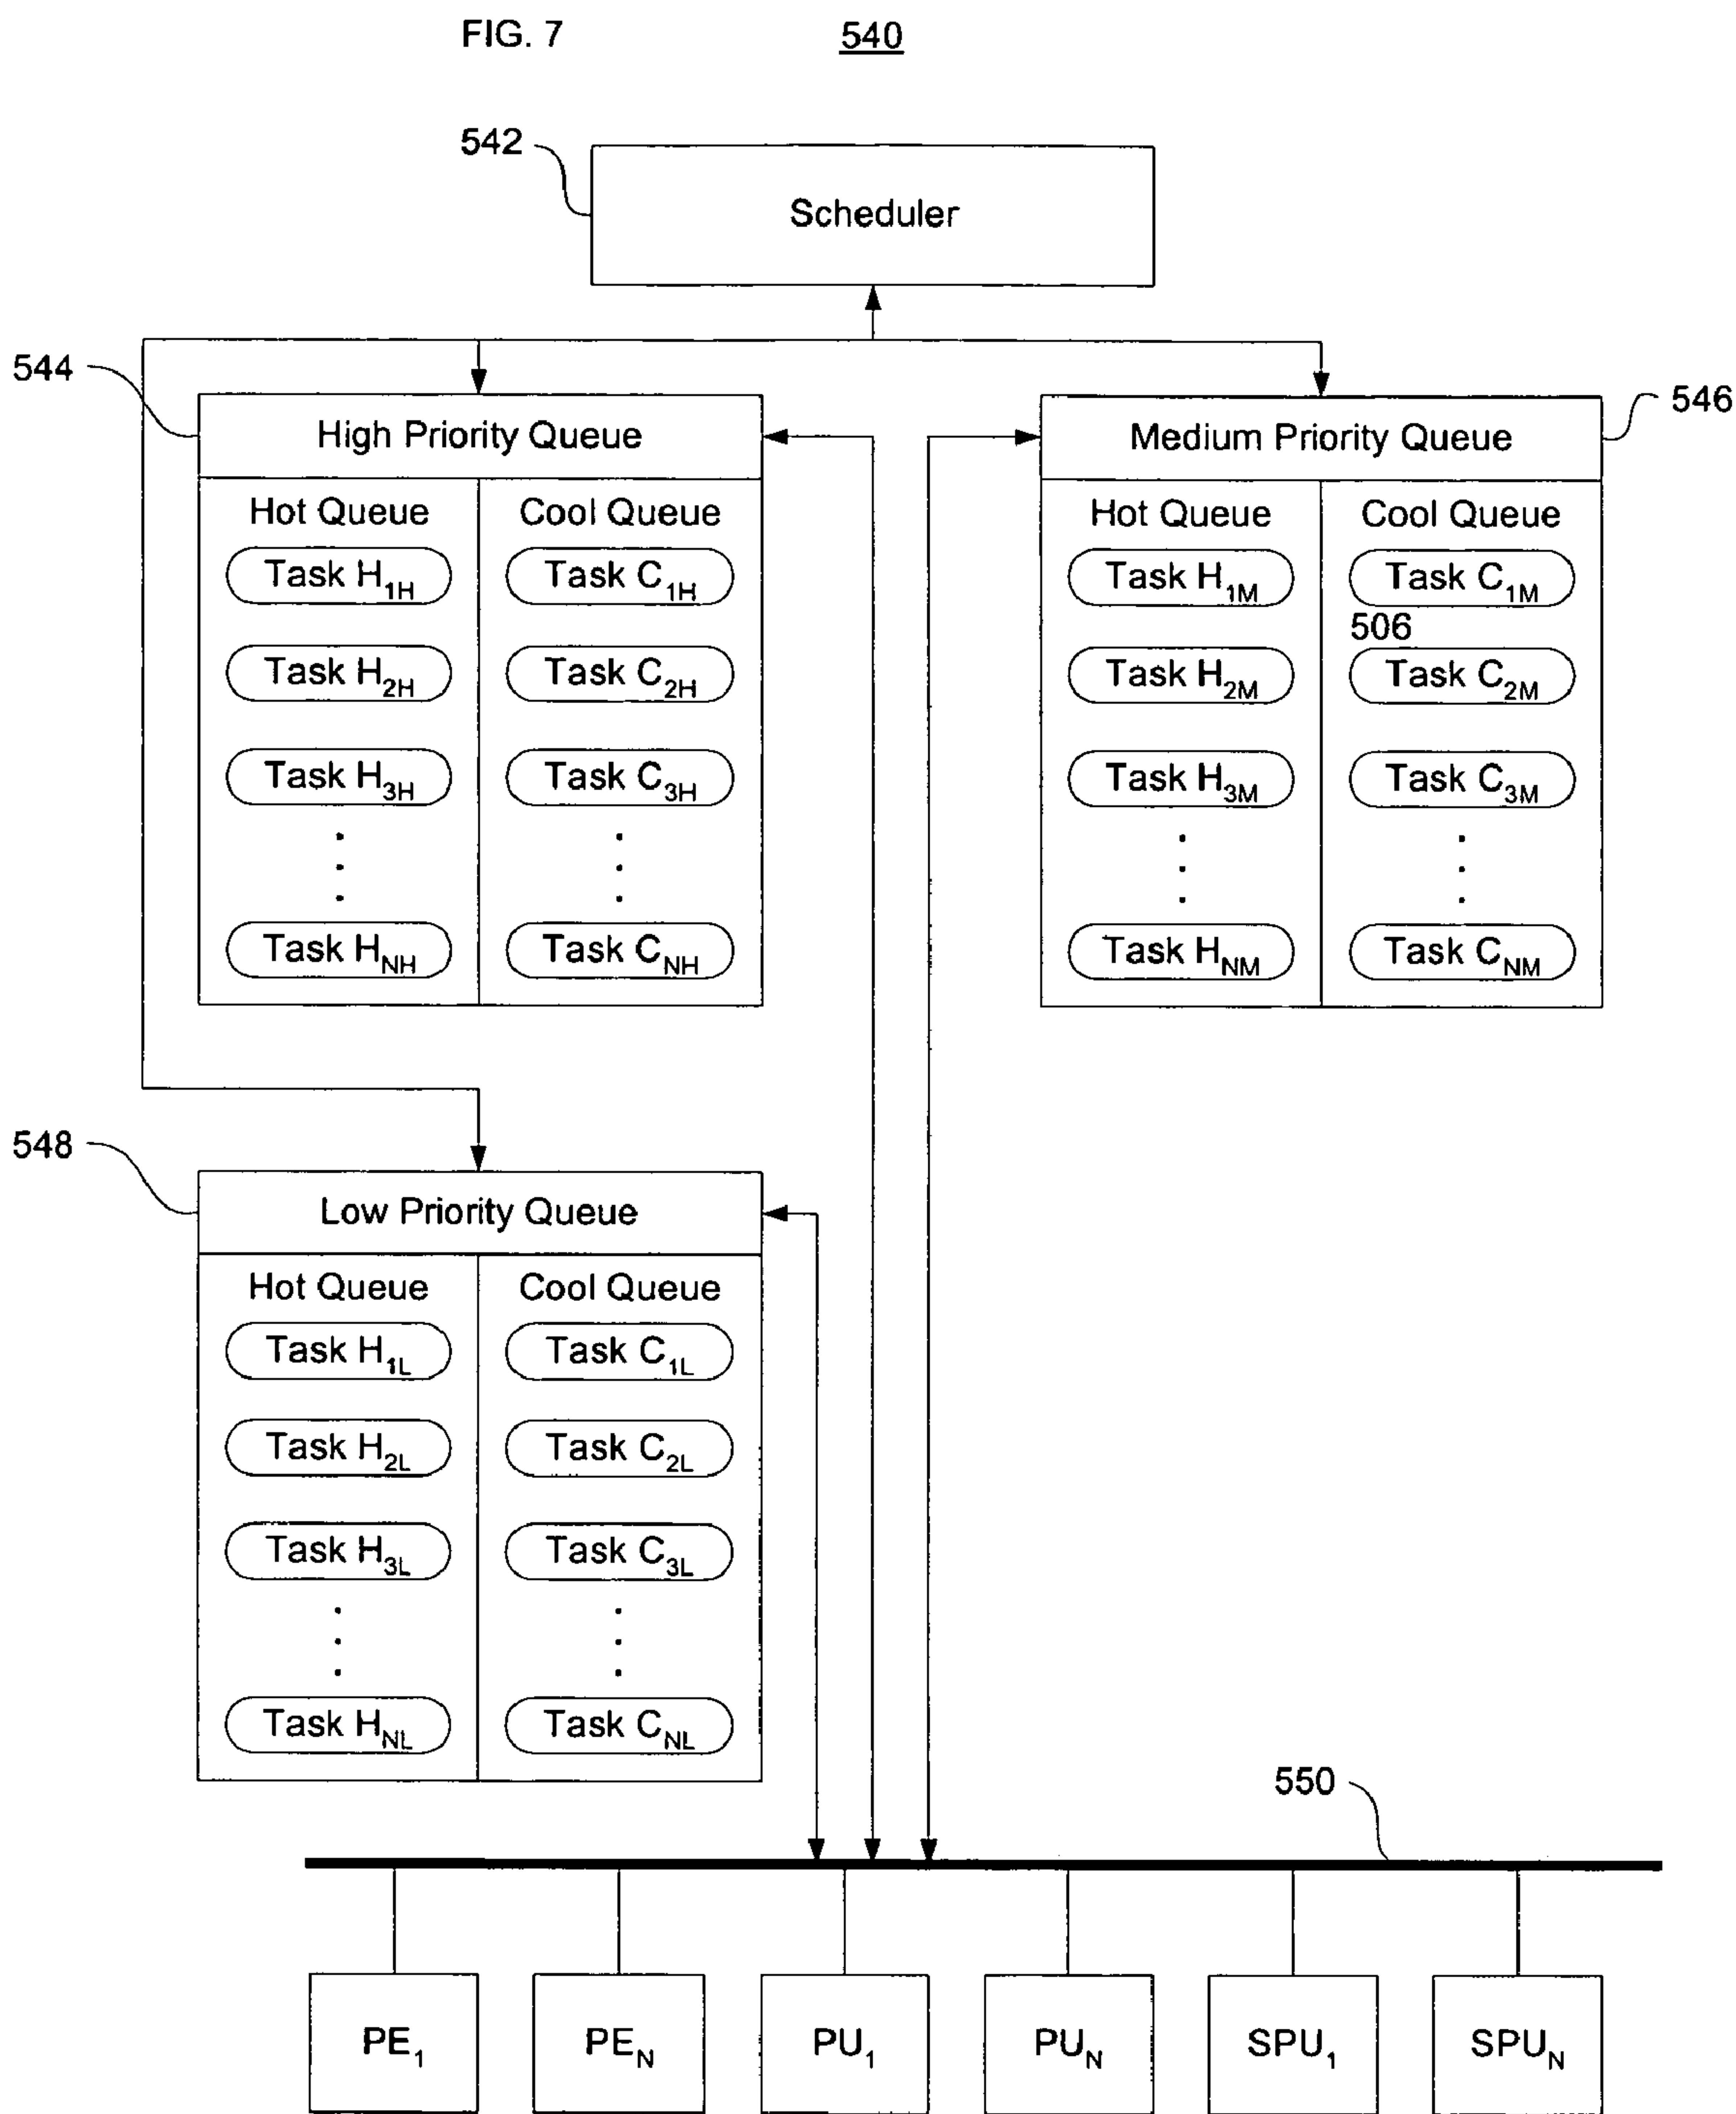 FIG. 7 540
542
Scheduler
544
High Priority Queue
Hot Queue Cool Queue
Task H1H Task C1H
Task H2H Task C2H
Task H3H Task C3H
Task HNH Task CNH
546
Medium Priority Queue
Hot Queue Cool Queue
Task H1M Task C1M
506
Task H2M Task C2M
Task H3M Task C3M
Task HNM Task CNM
548
Low Priority Queue
Hot Queue Cool Queue
Task H1L Task C1L
Task H2L Task C2L
Task H3L Task C3L
Task HNL Task CNL
550
PE1 PEN PU1 PUN SPU1 SPUN